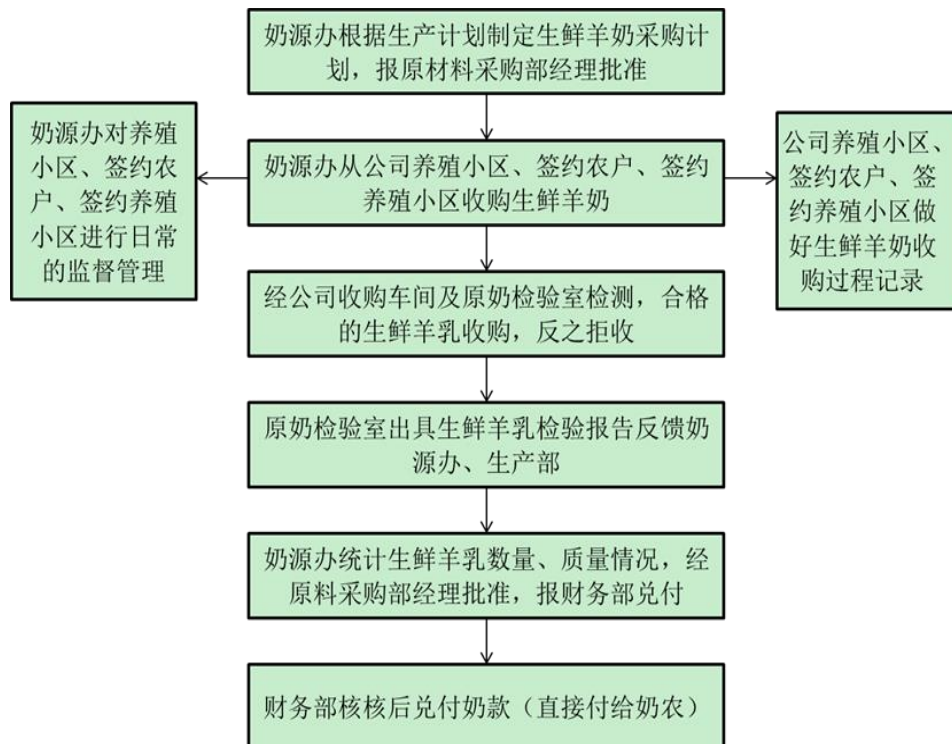 奶源办根据生产计划制定生鲜羊奶采购计
划，报原材料采购部经理批准
奶源办对养殖
小区、签约农
户、签约养殖
小区进行日常
的监督管理
奶源办从公司养殖小区、签约农户、签约
养殖小区收购生鲜羊奶
公司养殖小区、
签约农户、签
约养殖小区做
好生鲜羊奶收
购过程记录
经公司收购车间及原奶检验室检测，合格
的生鲜羊乳收购，反之拒收
原奶检验室出具生鲜羊乳检验报告反馈奶
源办、生产部
奶源办统计生鲜羊乳数量、质量情况，经
原料采购部经理批准，报财务部兑付
财务部核核后兑付奶款（直接付给奶农）